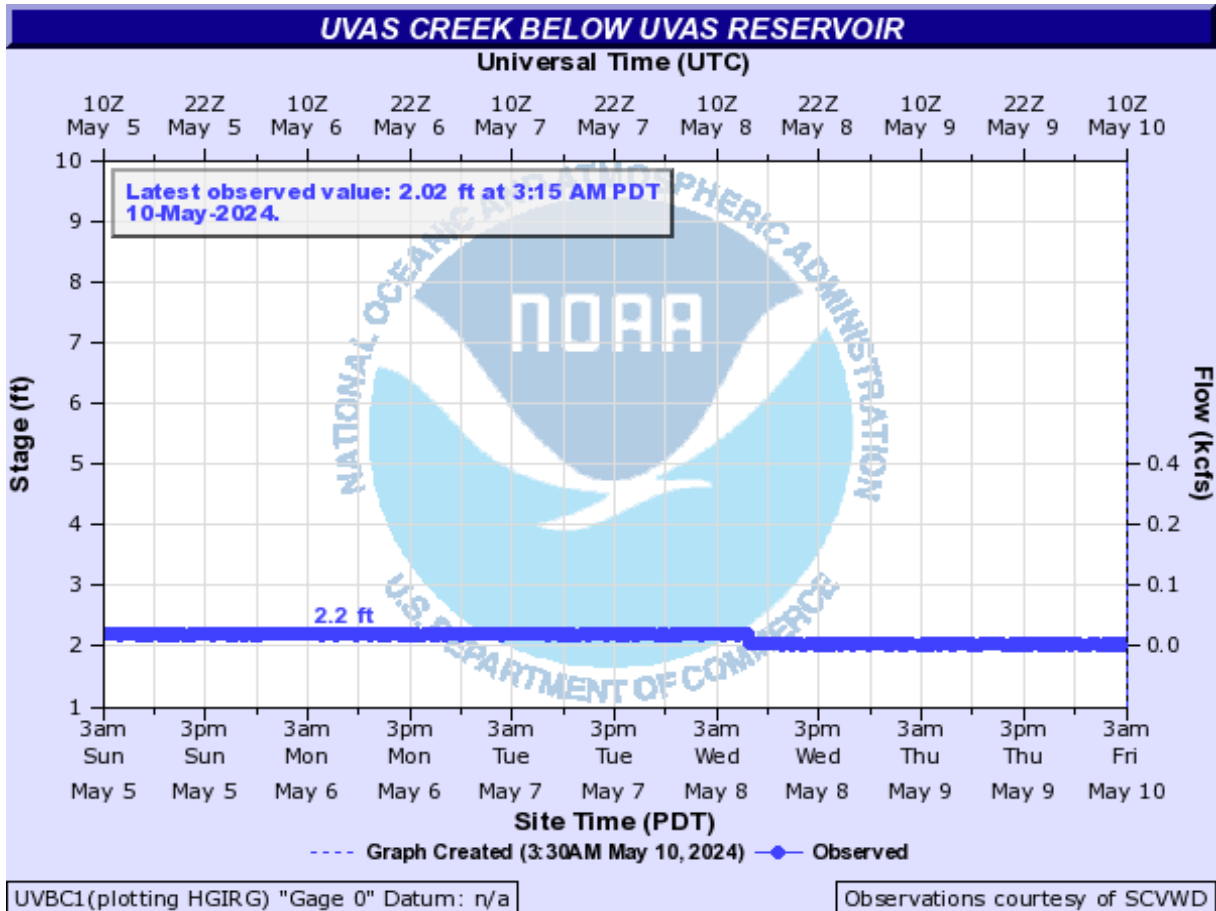 UVAS CREEK BELOW UVAS RESERVOIR
Universal Time (UTC)
10Z 22Z 10Z 22Z 10Z 22Z 10Z 22Z 10Z 22Z 10Z
May 5 May 5 May 6 May 6 May 7 May 7 May 8 May 8 May 9 May 9 May 10
Latest observed value: 2.02 ft at 3:15 AM PDT
10-May-2024.
NATIONAL OCEANIC AND ATMOSPHERIC ADMINISTRATION
NOAA
U.S. DEPARTMENT OF COMMERCE
Stage (ft)
10
9
8
7
6
5
4
3
2
1
2.2 ft
Flow (kcfs)
0.4
0.2
0.1
0.0
3am 3pm 3am 3pm 3am 3pm 3am 3pm 3am 3pm 3am
Sun Sun Mon Mon Tue Tue Wed Wed Thu Thu Fri
May 5 May 5 May 6 May 6 May 7 May 7 May 8 May 8 May 9 May 9 May 10
Site Time (PDT)
Graph Created (3:30AM May 10, 2024) Observed
UVBC1(plotting HGIRG) "Gage 0" Datum: n/a
Observations courtesy of SCVWD